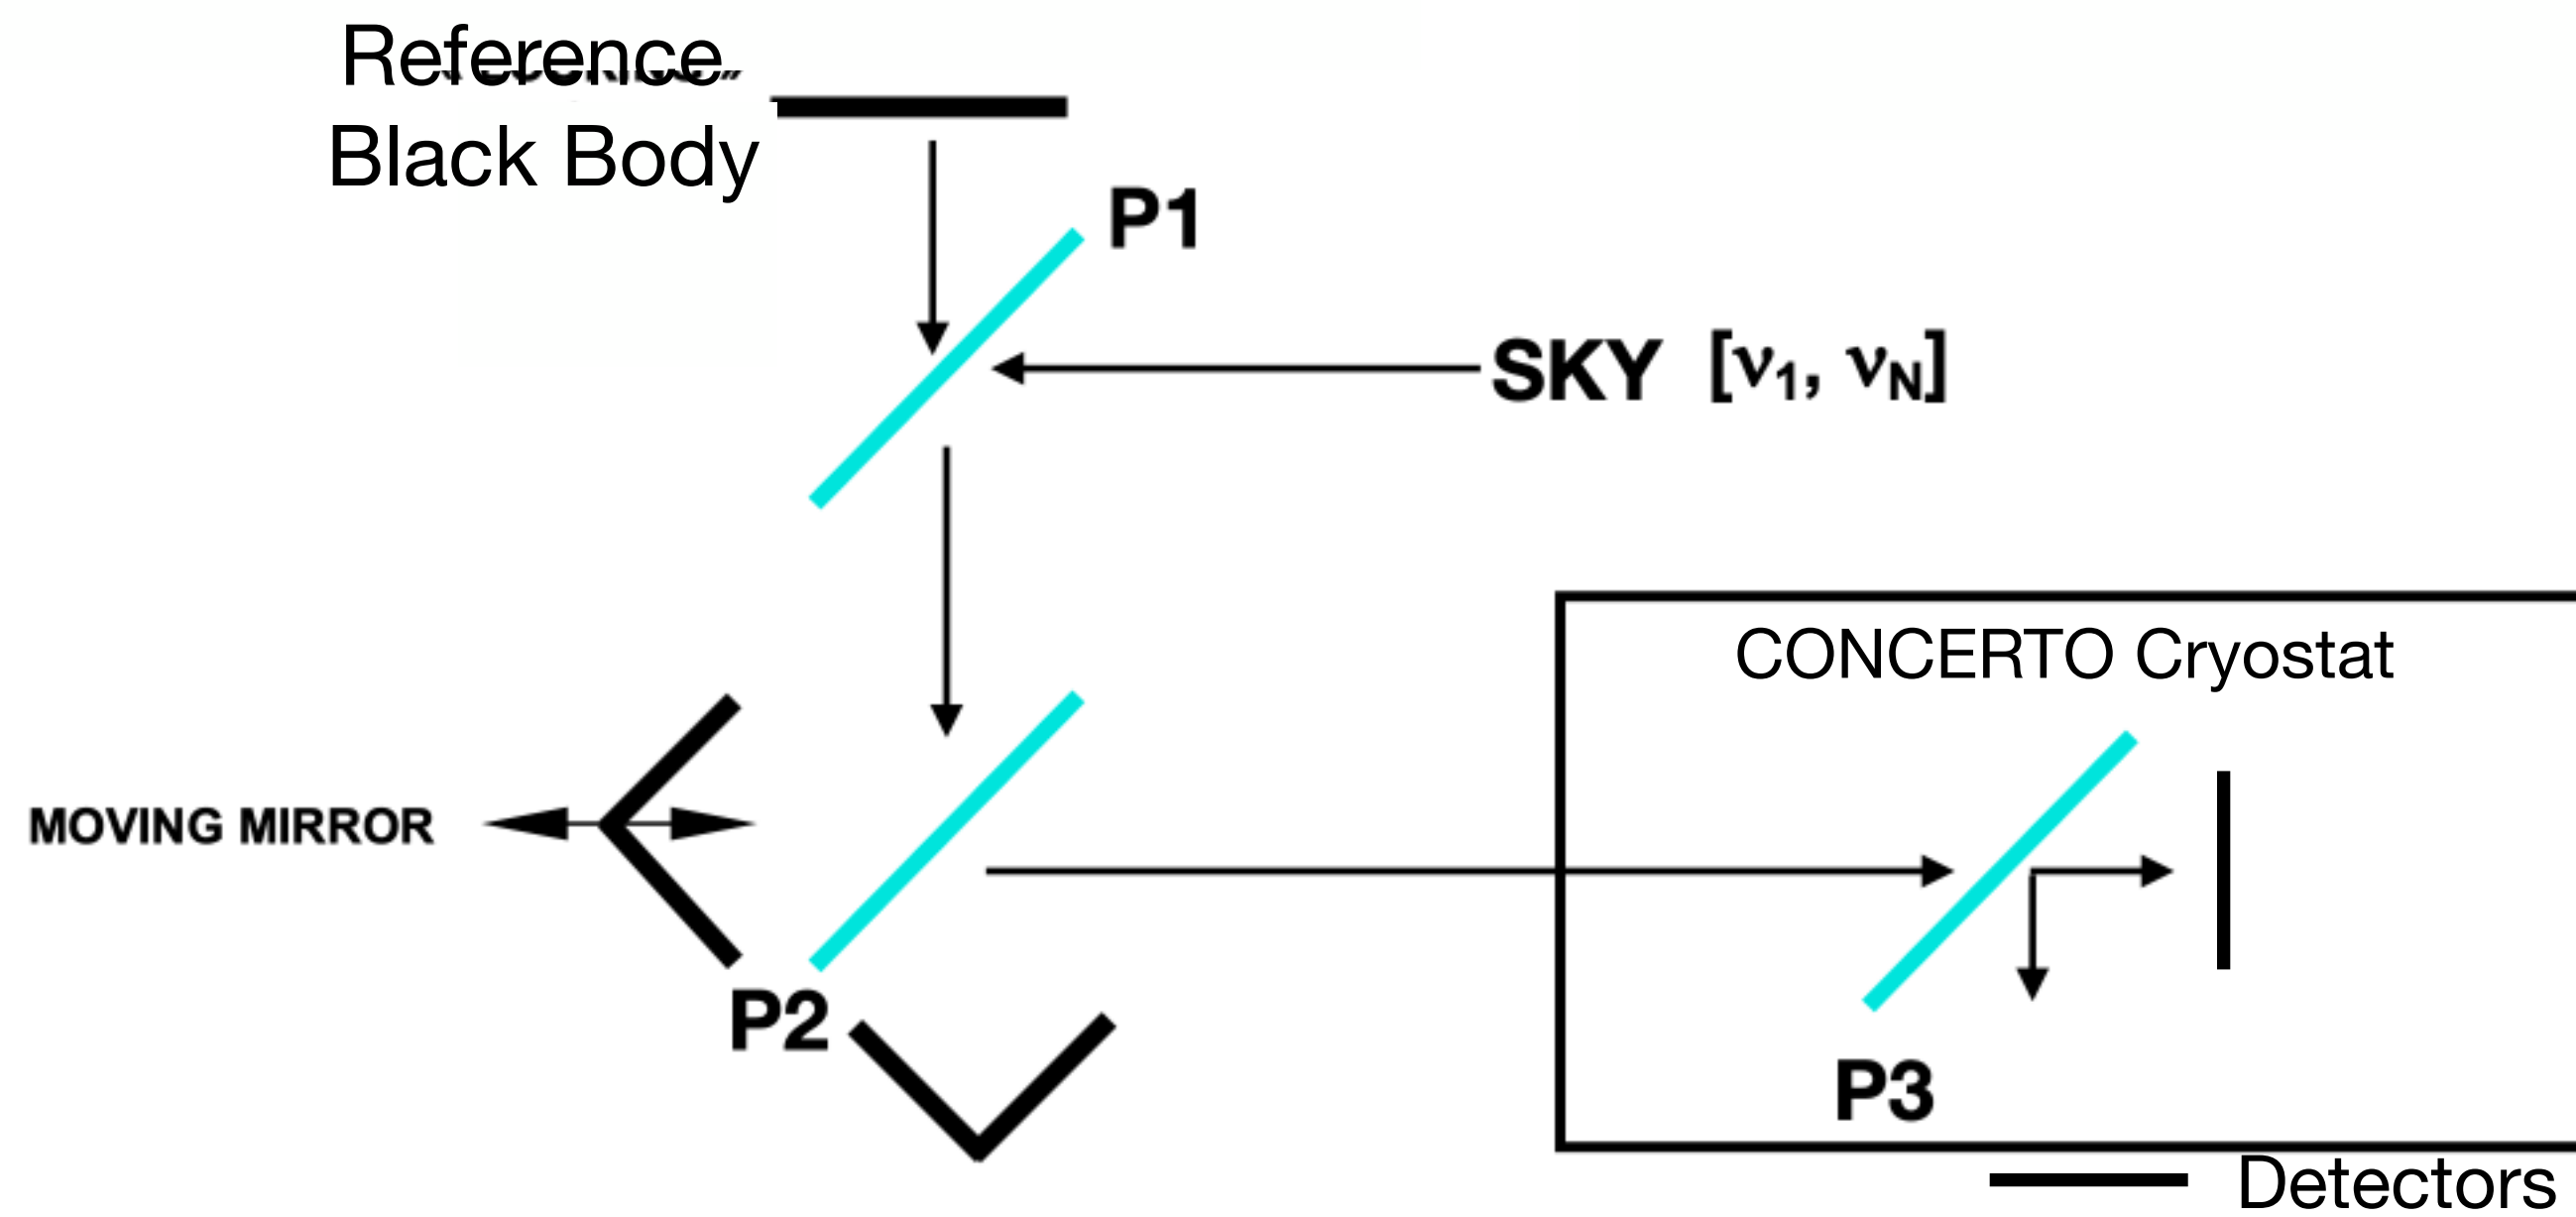 Reference
Black Body
P1
SKY [ν1, νN]
CONCERTO Cryostat
MOVING MIRROR
P2
P3
Detectors